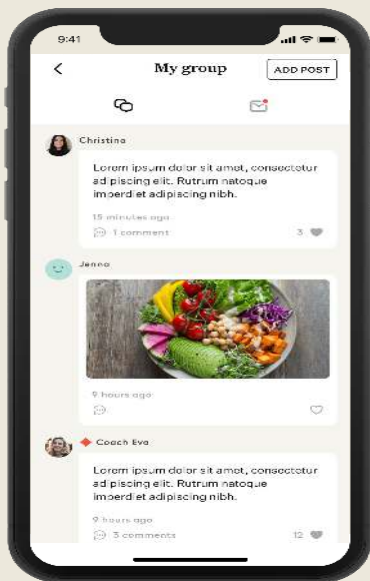 9:41
My group
ADD POST
Christina
Lorem ipsum dolor sit amet, consectetur
adipiscing elit. Rutrum natoque
imperdiet adipiscing nibh.
15 minutes ago
1 comment
3
Jenna
9 hours ago
Coach Eva
Lorem ipsum dolor sit amet, consectetur
adipiscing elit. Rutrum natoque
imperdiet adipiscing nibh.
9 hours ago
3 comments
12